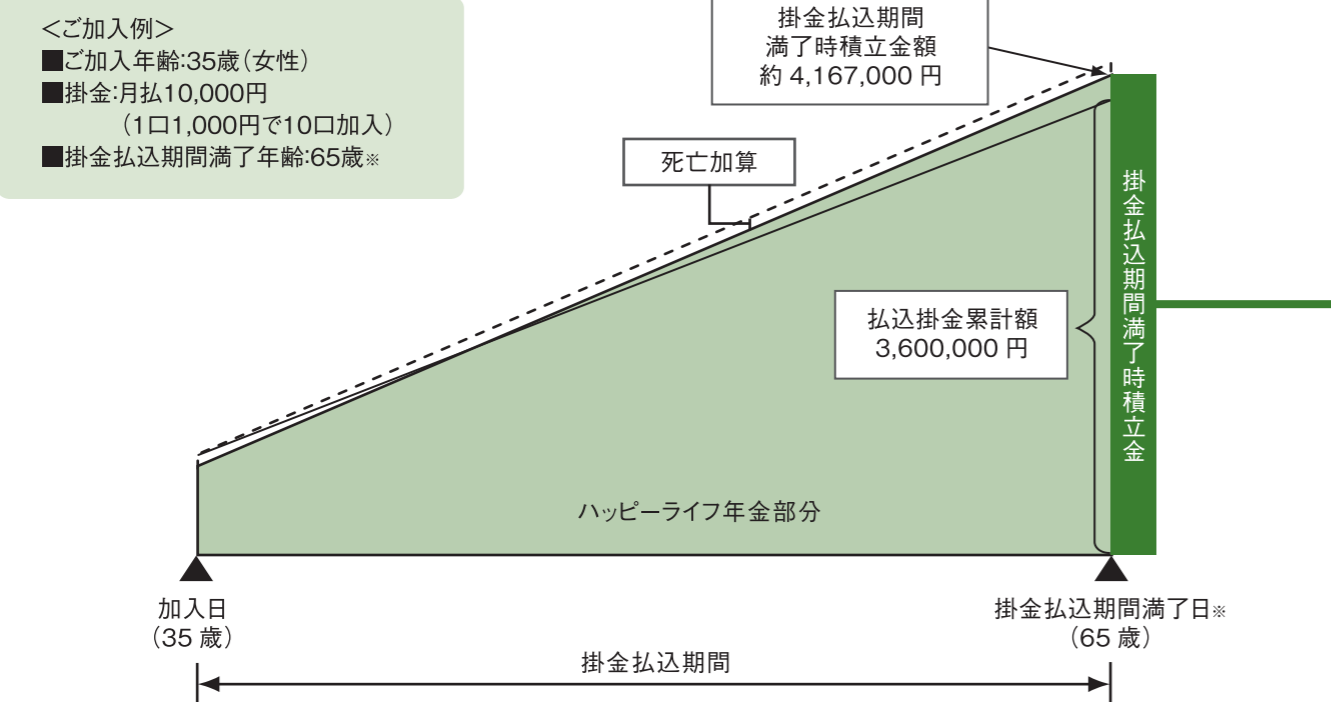 <ご加入例>
■ご加入年齢:35歳(女性)
■掛金:月払10,000円
(1口1,000円で10口加入)
■掛金払込期間満了年齢:65歳※
掛金払込期間
満了時積立金額
約 4,167,000 円
死亡加算
払込掛金累計額
3,600,000 円
掛金払込期間満了時積立金
ハッピーライフ年金部分
加入日
(35 歳)
掛金払込期間満了日※
(65 歳)
掛金払込期間